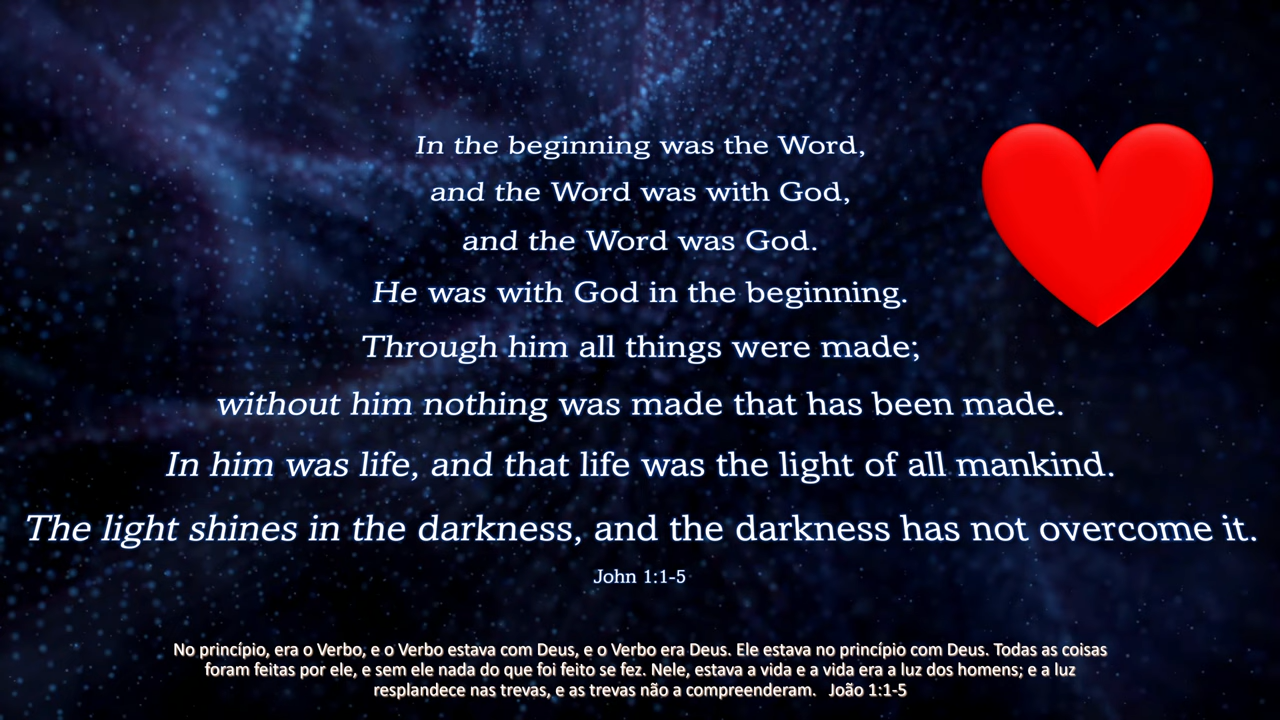 In the beginning was the Word,
and the Word was with God,
and the Word was God.
He was with God in the beginning.
Through him all things were made;
without him nothing was made that has been made.
In him was life, and that life was the light of all mankind.
The light shines in the darkness, and the darkness has not overcome it.
John 1:1-5
No princípio, era o Verbo, e o Verbo estava com Deus, e o Verbo era Deus. Ele estava no princípio com Deus. Todas as coisas
foram feitas por ele, e sem ele nada do que foi feito se fez. Nele, estava a vida e a vida era a luz dos homens; e a luz
resplandece nas trevas, e as trevas não a compreenderam. João 1:1-5